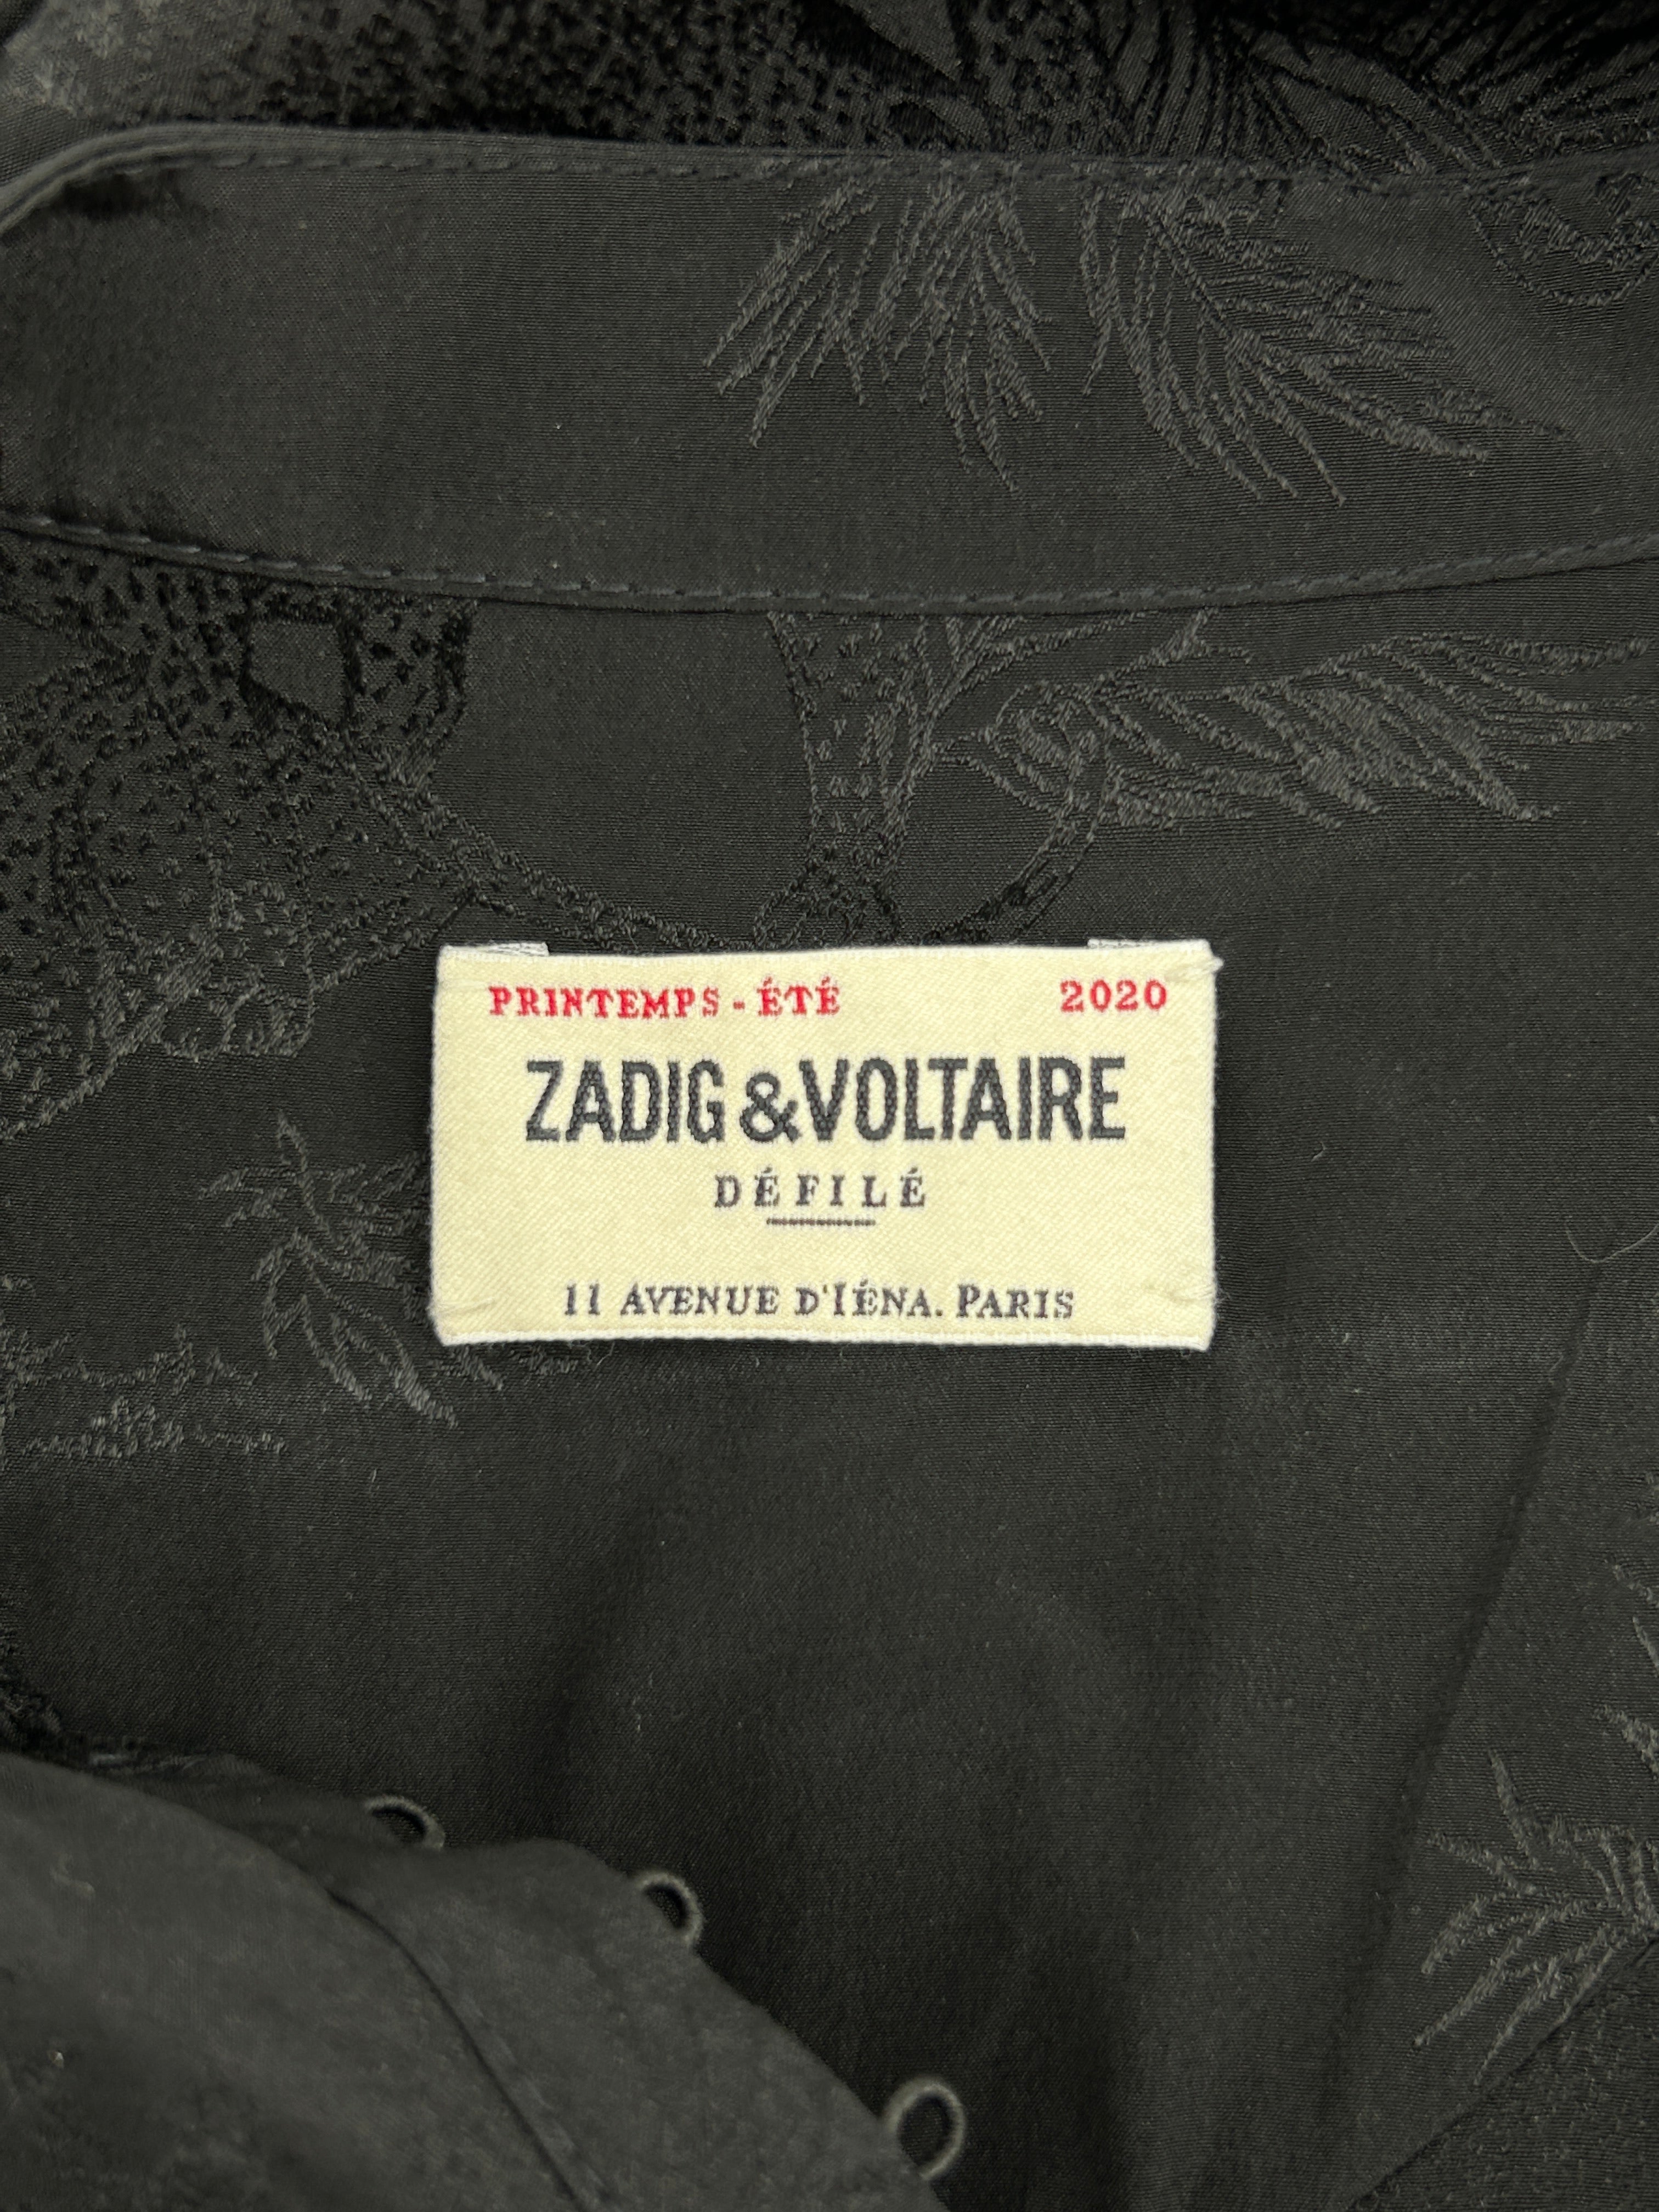 PRINTEMPS - ÉTÉ 2020
ZADIG & VOLTAIRE
DÉFILÉ
11 AVENUE D'IÉNA. PARIS